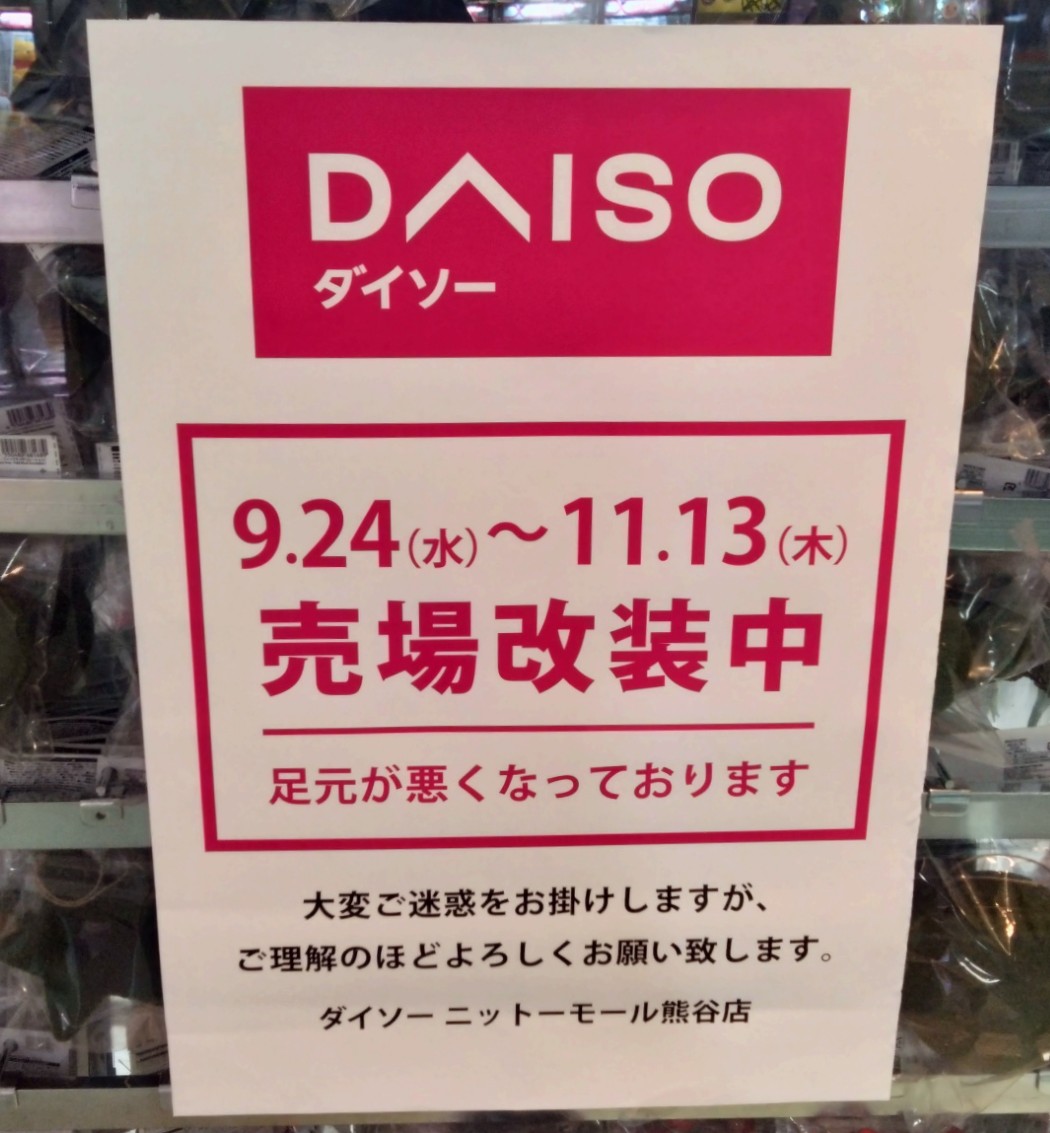 DAISO
ダイソー
9.24(水)～11.13(木)
売場改装中
足元が悪くなっております
大変ご迷惑をお掛けしますが、
ご理解のほどよろしくお願い致します。
ダイソー ニットーモール熊谷店